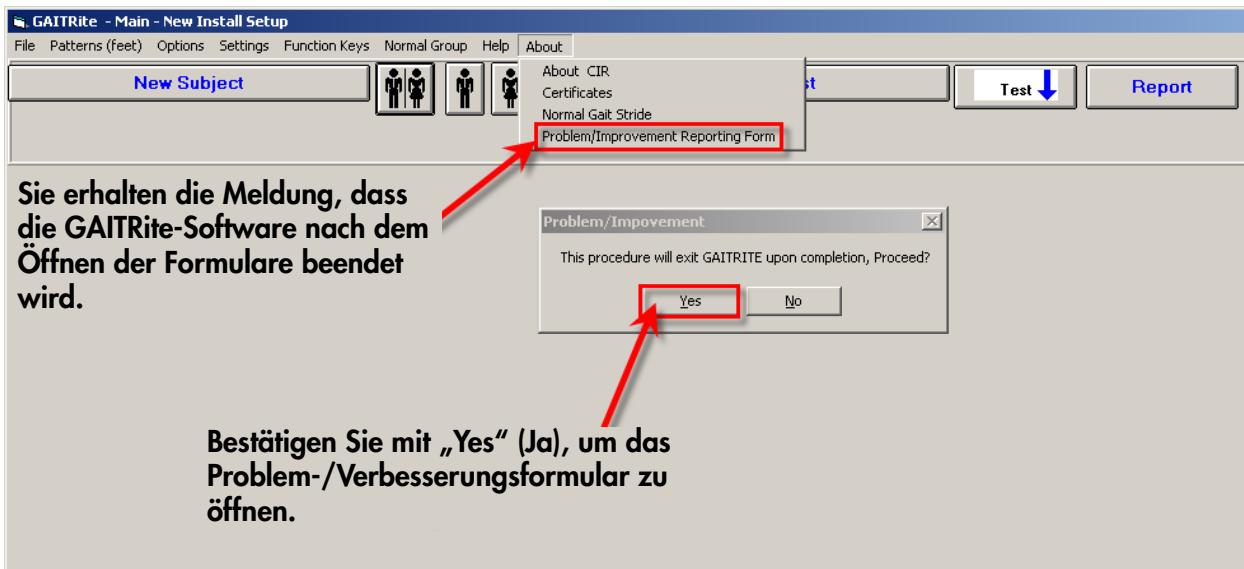 GAITRite - Main - New Install Setup
File Patterns (feet) Options Settings Function Keys Normal Group Help About
New Subject
Test
Report
About CIR
Certificates
Normal Gait Stride
Problem/Improvement Reporting Form
Sie erhalten die Meldung, dass
die GAITRite-Software nach dem
Öffnen der Formulare beendet
wird.
Problem/Impovement
This procedure will exit GAITRITE upon completion, Proceed?
Yes No
Bestätigen Sie mit „Yes“ (Ja), um das
Problem-/Verbesserungsformular zu
öffnen.